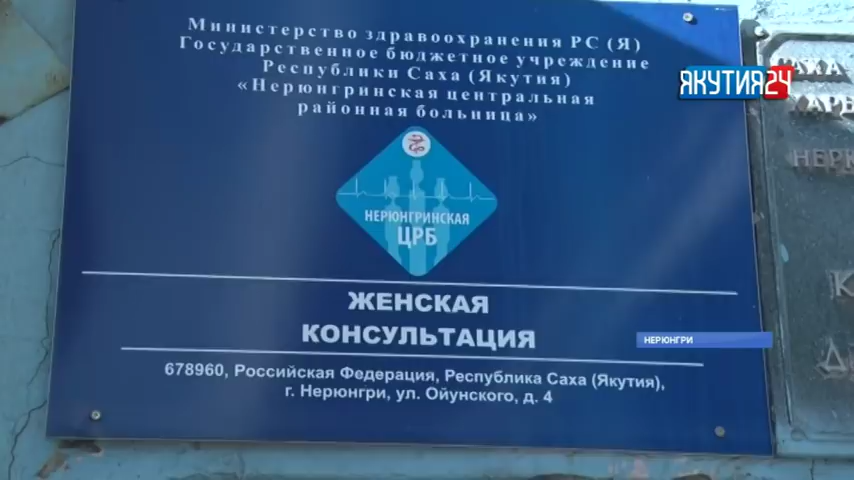 Министерство здравоохранения РС (Я)
Государственное бюджетное учреждение
Республики Саха (Якутия)
«Нерюнгринская центральная
районная больница»
НЕРЮНГРИНСКАЯ
ЦРБ
ЖЕНСКАЯ
КОНСУЛЬТАЦИЯ
678960, Российская Федерация, Республика Саха (Якутия),
г. Нерюнгри, ул. Ойунского, д. 4
ЯКУТИЯ24
САХА
НЕРЮНГРИ